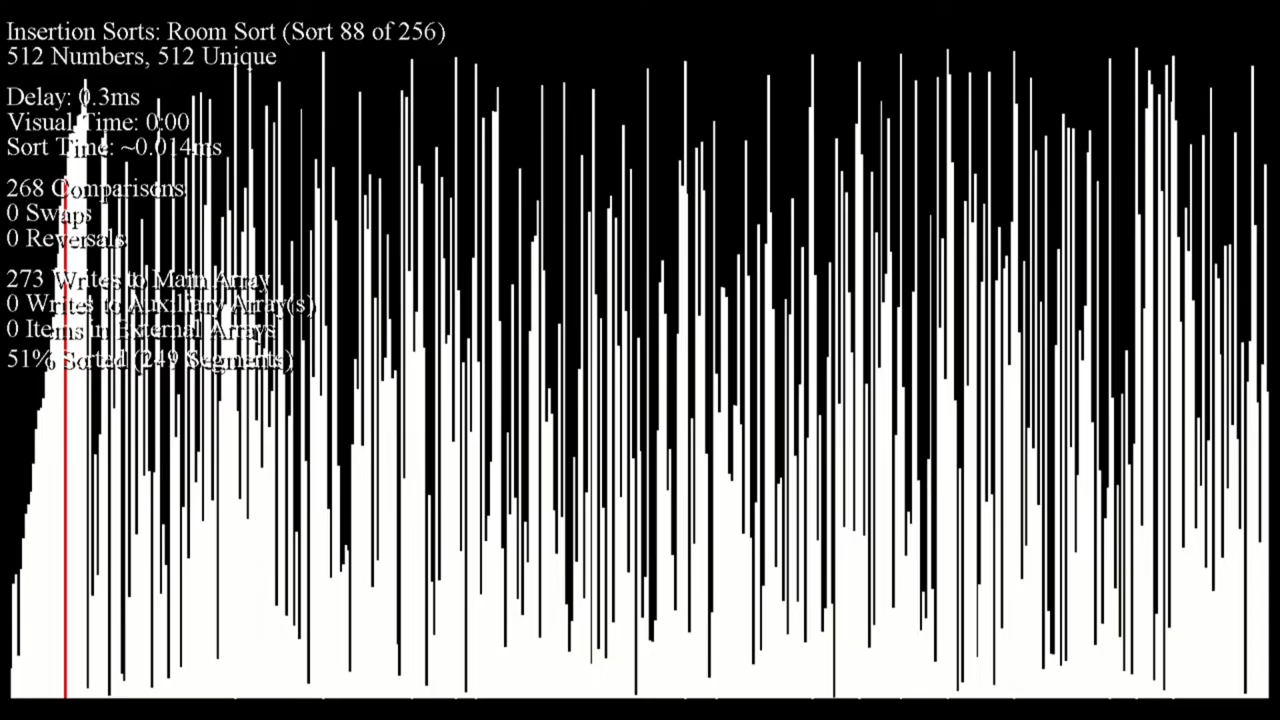 Insertion Sorts: Room Sort (Sort 88 of 256)
512 Numbers, 512 Unique
Delay: 0.3ms
Visual Time: 0:00
Sort Time: ~0.014ms
268 Comparisons
0 Swaps
0 Reversals
273 Writes to Main Array
0 Writes to Auxiliary Array(s)
0 Items in External Arrays
51% Sorted (249 Segments)